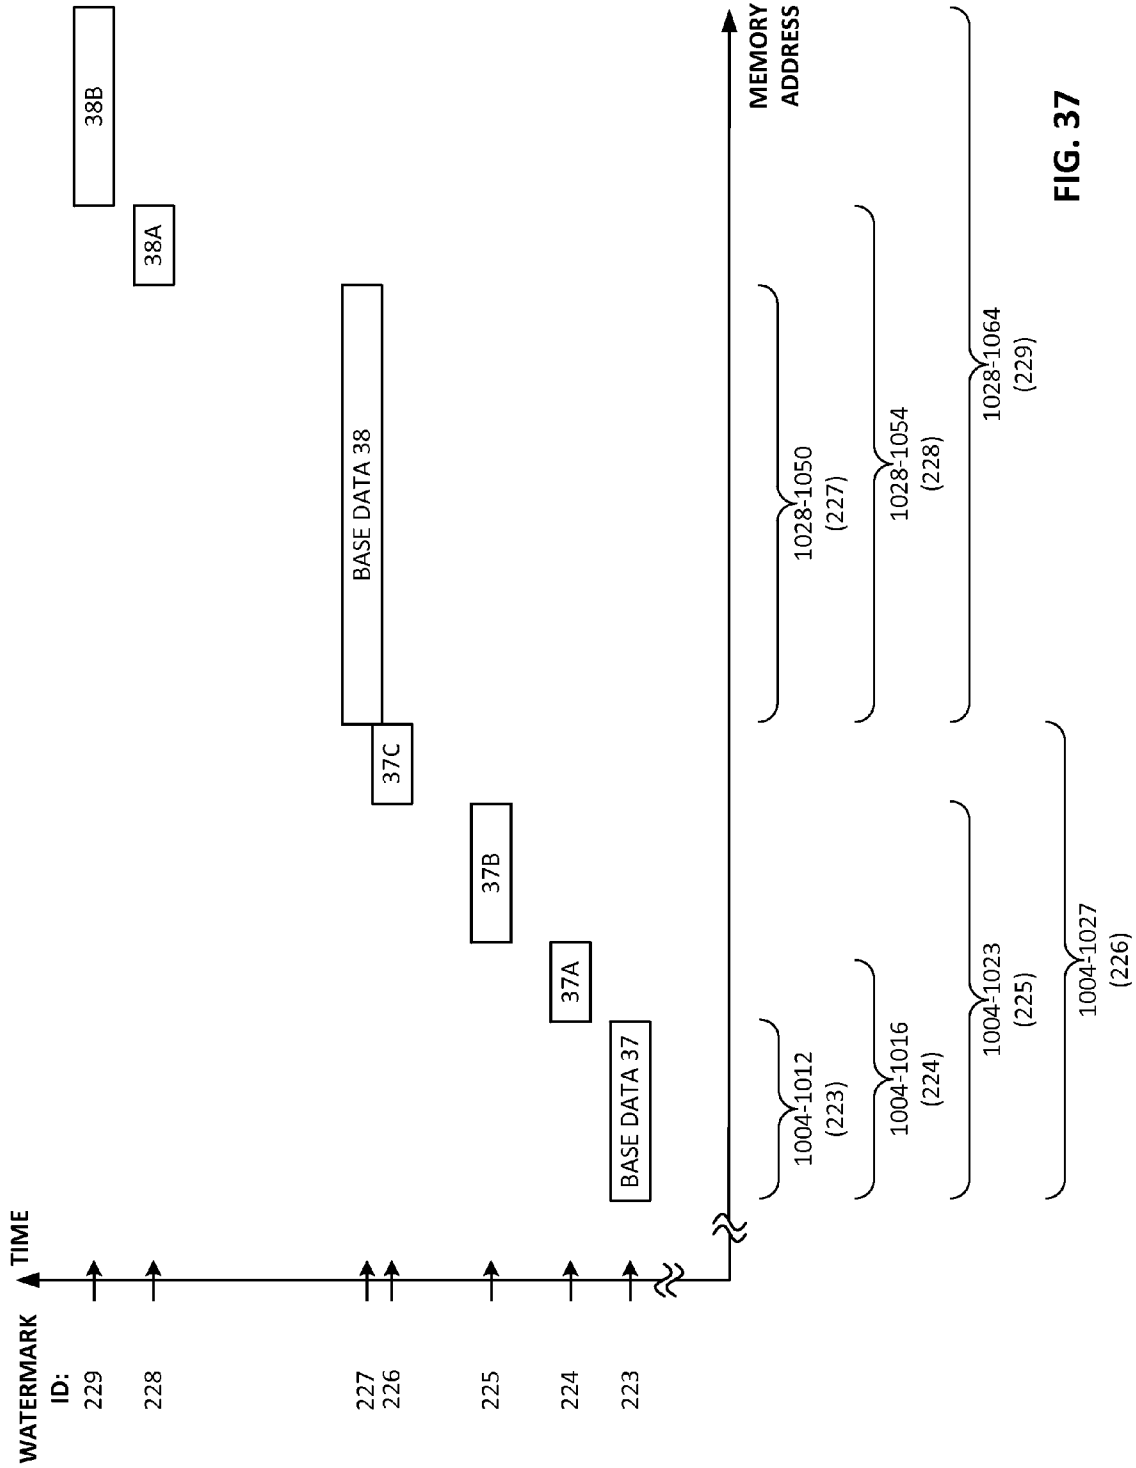 WATERMARK
ID:
TIME
229
228
227
226
225
224
223
38B
38A
BASE DATA 38
37C
37B
37A
BASE DATA 37
MEMORY
ADDRESS
1004-1012
(223)
1028-1050
(227)
1004-1016
(224)
1028-1054
(228)
1004-1023
(225)
1028-1064
(229)
1004-1027
(226)
FIG. 37